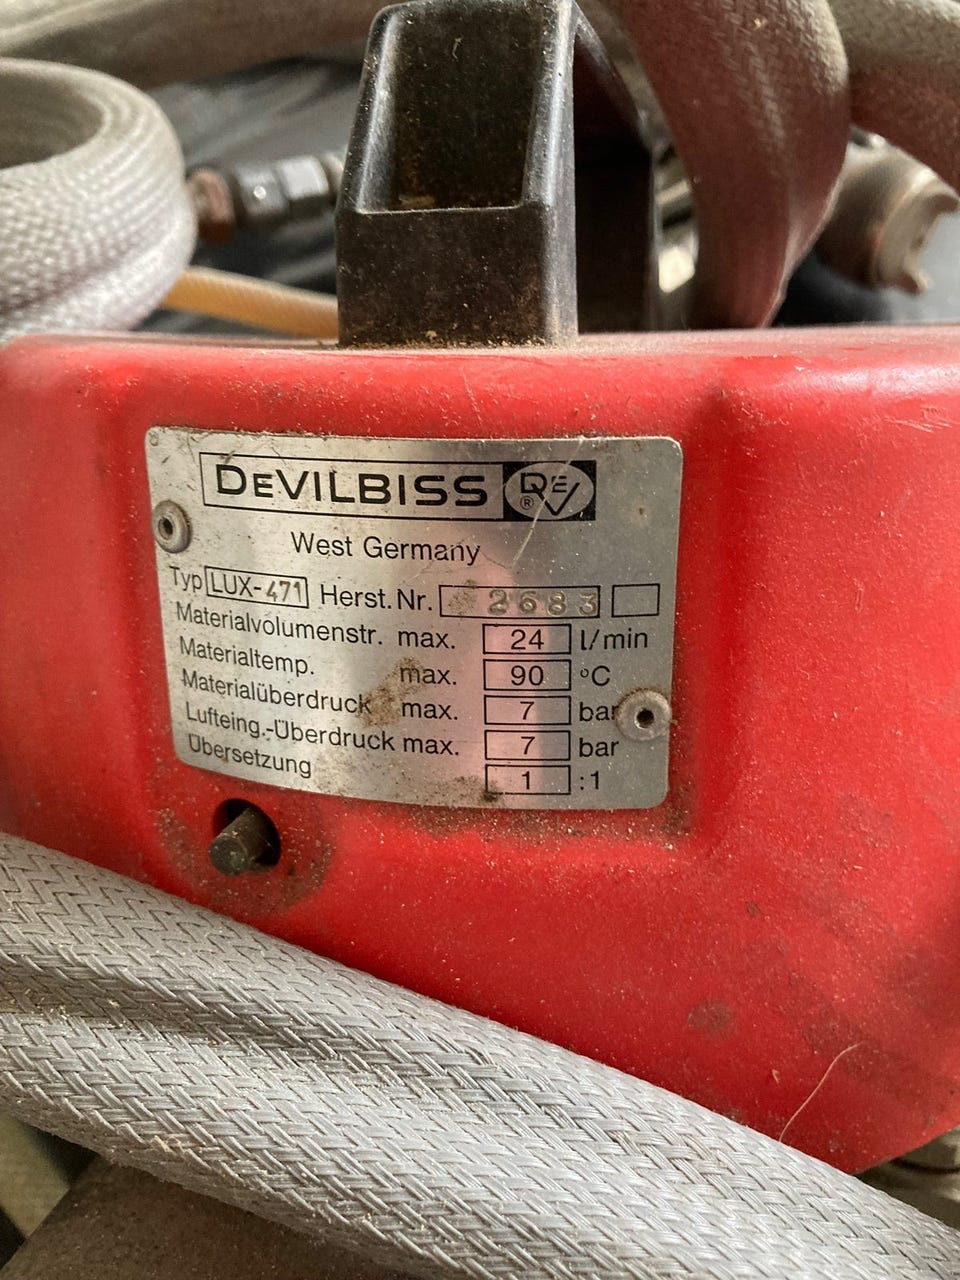 DeVILBISS DeV ®
West Germany
Typ LUX-471 Herst. Nr. 2683
Materialvolumenstr. max. 24 l/min
Materialtemp. max. 90 °C
Materialüberdruck max. 7 bar
Lufteing.-Überdruck max. 7 bar
Übersetzung 1 :1